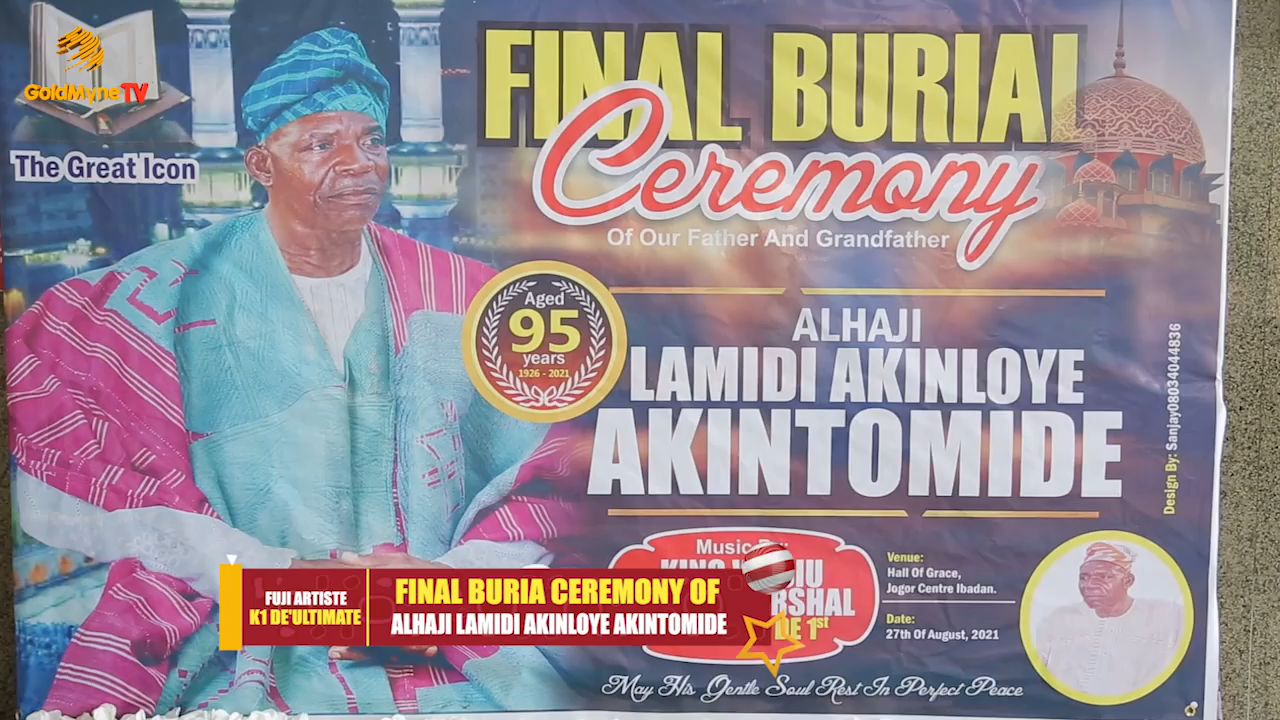 GoldMyneTV
The Great Icon
FINAL BURIAL
Ceremony
Of Our Father And Grandfather
Aged
95
years
1926 - 2021
ALHAJI
LAMIDI AKINLOYE
AKINTOMIDE
Design By: Sanjay08034044836
Music
DE 1st
Venue:
Hall Of Grace,
Jogor Centre Ibadan.
Date:
27th Of August, 2021
May His Gentle Soul Rest In Perfect Peace
FUJI ARTISTE
K1 DE'ULTIMATE
FINAL BURIA CEREMONY OF
ALHAJI LAMIDI AKINLOYE AKINTOMIDE